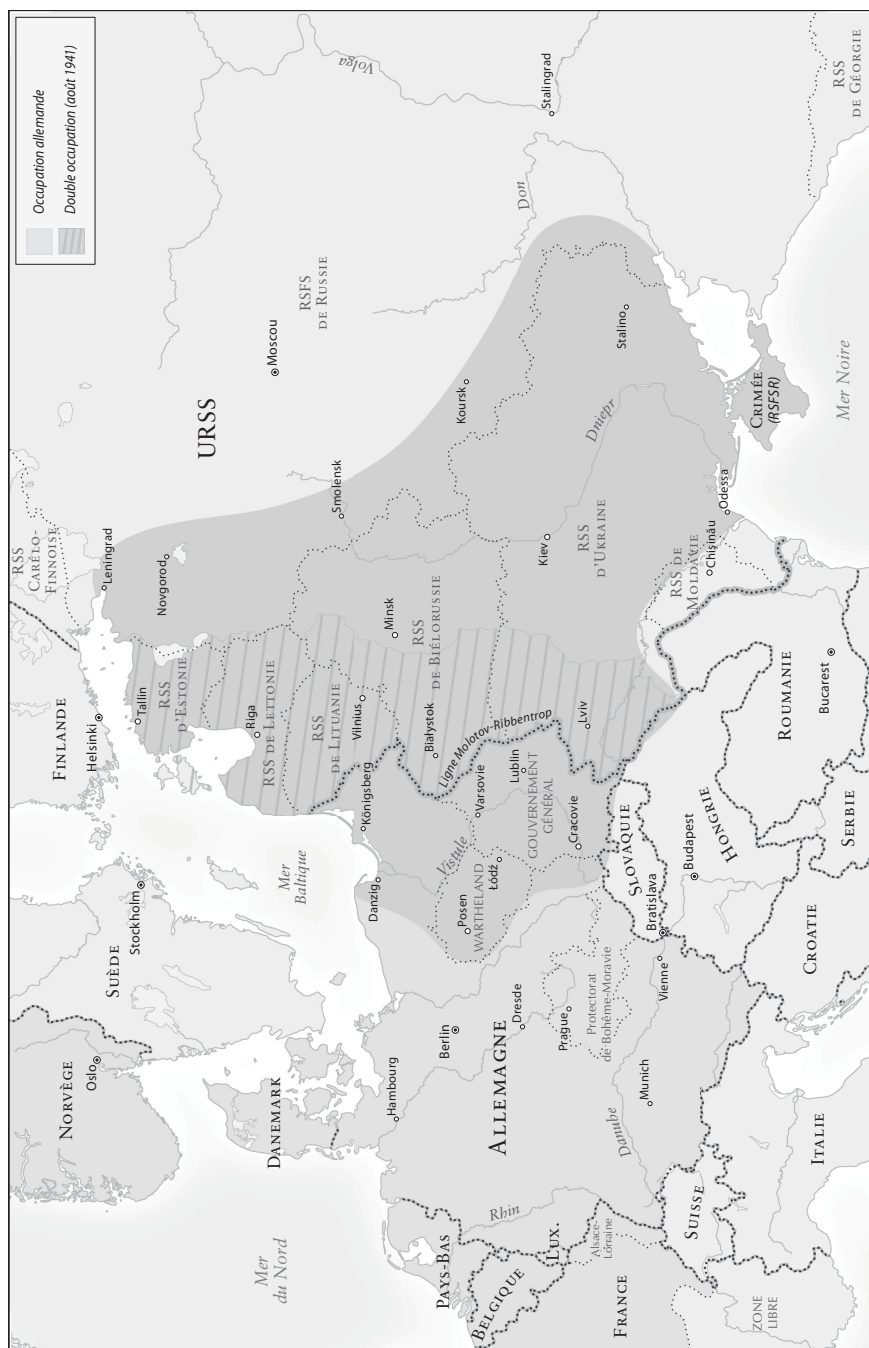 Occupation allemande
Double occupation (août 1941)
NORVÈGE
Oslo
SUÈDE
Stockholm
FINLANDE
Helsinki
RSS
CARÉLO-
FINNOISE
Leningrad
Novgorod
Tallin
RSS
D'ESTONIE
Riga
RSS DE LETTONIE
RSS
DE LITUANIE
Vilnius
URSS
RSFS
DE RUSSIE
Moscou
Volga
Stalingrad
Don
Smolensk
Koursk
Stalino
Minsk
RSS
DE BIÉLORUSSIE
Białystok
Ligne Molotov-Ribbentrop
Mer
du Nord
DANEMARK
Mer
Baltique
Hambourg
Berlin
Danzig
Königsberg
Vistule
Posen
WARTHELAND
Łódź
Varsovie
Lublin
GOUVERNEMENT
GÉNÉRAL
Cracovie
Lviv
Kiev
RSS
D'UKRAINE
Dniepr
PAYS-BAS
BELGIQUE
LUX.
Rhin
Alsace-
Lorraine
ALLEMAGNE
Dresde
Prague
Protectorat
de Bohême-Moravie
Danube
Munich
Vienne
Bratislava
SLOVAQUIE
Budapest
HONGRIE
RSS DE
MOLDAVIE
Chișinău
Odessa
CRIMÉE
(RSFSR)
Mer Noire
RSS
DE GÉORGIE
FRANCE
ZONE
LIBRE
SUISSE
ITALIE
CROATIE
SERBIE
ROUMANIE
Bucarest